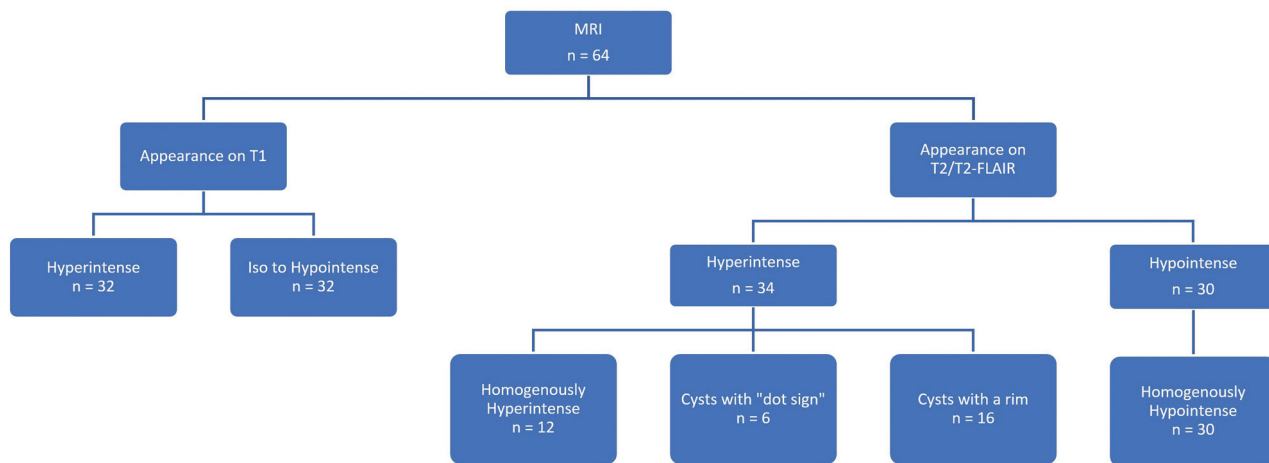 MRI
n = 64
Appearance on T1
Appearance on
T2/T2-FLAIR
Hyperintense
n = 32
Iso to Hypointense
n = 32
Hyperintense
n = 34
Hypointense
n = 30
Homogenously
Hyperintense
n = 12
Cysts with "dot sign"
n = 6
Cysts with a rim
n = 16
Homogenously
Hypointense
n = 30